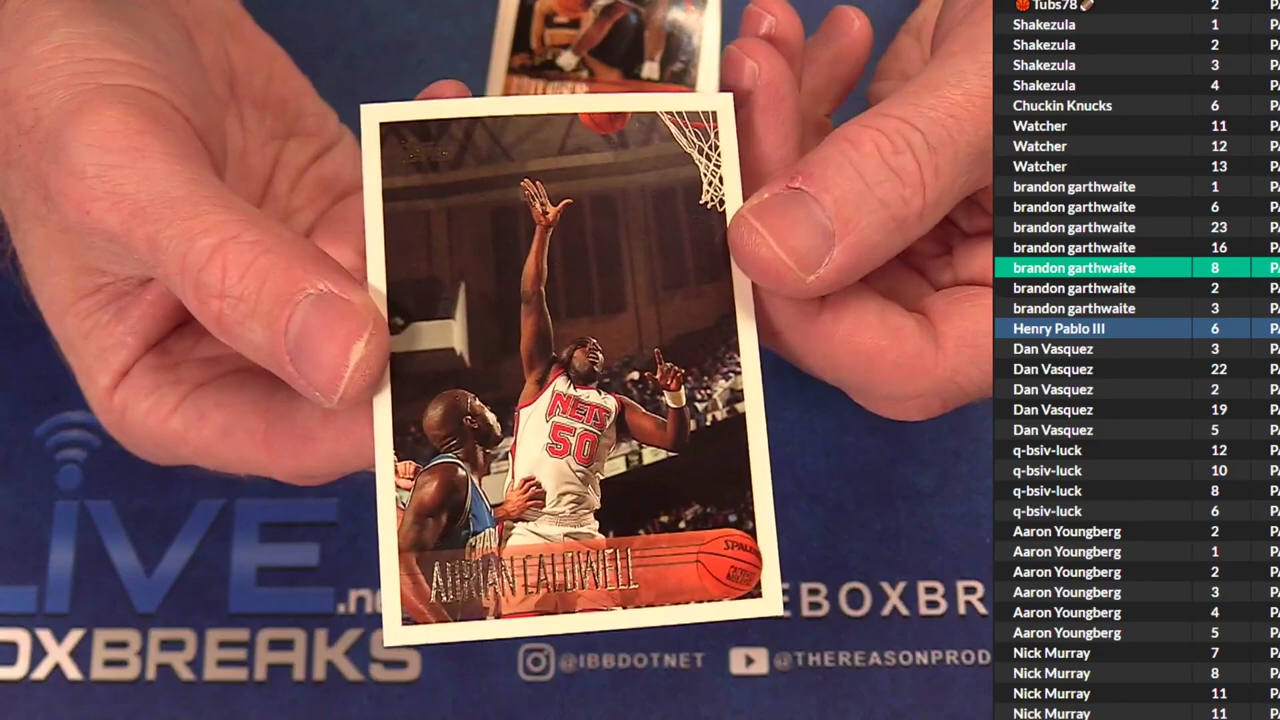 🏀Tubs78🏈 2 P
Shakezula 1 P
Shakezula 2 P
Shakezula 3 P
Shakezula 4 P
Chuckin Knucks 6 P
Watcher 11 P
Watcher 12 P
Watcher 13 P
brandon garthwaite 1 P
brandon garthwaite 6 P
brandon garthwaite 23 P
brandon garthwaite 16 P
brandon garthwaite 8 P
brandon garthwaite 2 P
brandon garthwaite 3 P
Henry Pablo III 6 P
Dan Vasquez 3 P
Dan Vasquez 22 P
Dan Vasquez 2 P
Dan Vasquez 19 P
Dan Vasquez 5 P
q-bsiv-luck 12 P
q-bsiv-luck 10 P
q-bsiv-luck 8 P
q-bsiv-luck 6 P
Aaron Youngberg 2 P
Aaron Youngberg 1 P
Aaron Youngberg 2 P
Aaron Youngberg 3 P
Aaron Youngberg 4 P
Aaron Youngberg 5 P
Nick Murray 7 P
Nick Murray 8 P
Nick Murray 11 P
Nick Murray 11 P
NETS
50
ADRIAN CALDWELL
SPALD
LIVE.n
OXBREAKS
EBOXBR
@IBBDOTNET @THEREASONPROD